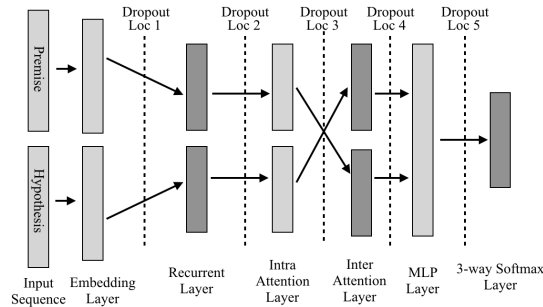 Dropout Dropout Dropout Dropout Dropout
Loc 1 Loc 2 Loc 3 Loc 4 Loc 5
Premise
Hypothesis
Input
Sequence
Embedding
Layer
Recurrent
Layer
Intra
Attention
Layer
Inter
Attention
Layer
MLP
Layer
3-way Softmax
Layer